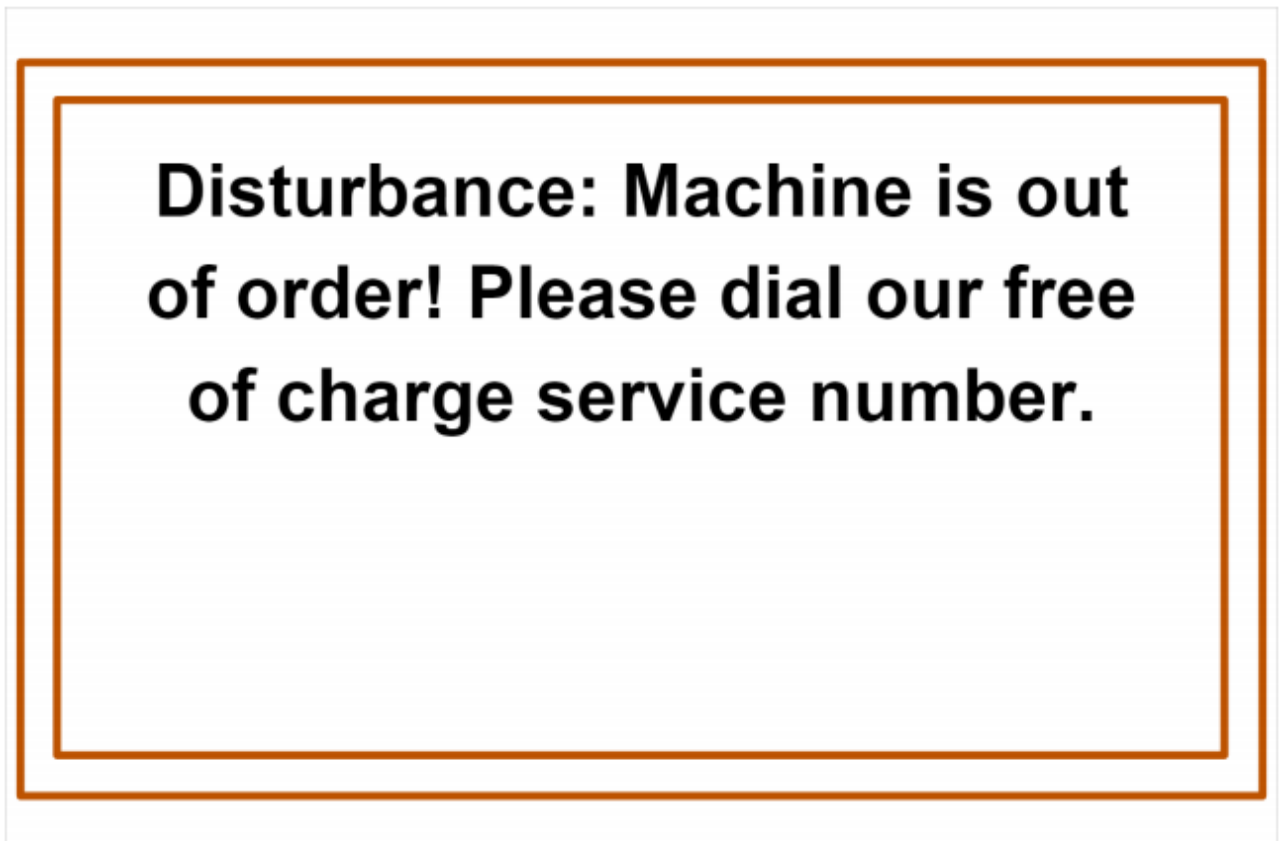 Disturbance: Machine is out
of order! Please dial our free
of charge service number.